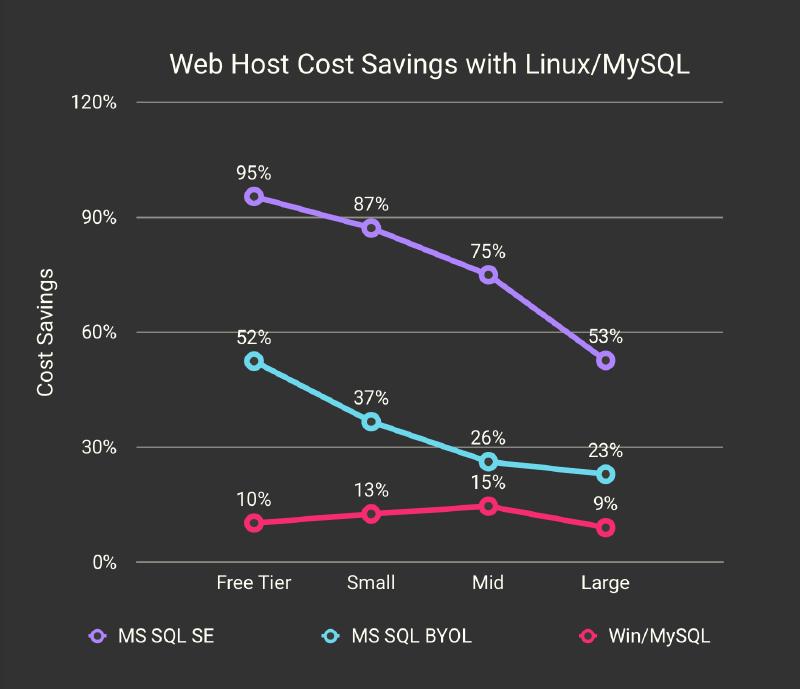 Web Host Cost Savings with Linux/MySQL
120%
90%
60%
30%
0%
Cost Savings
95%
87%
75%
53%
52%
37%
26%
23%
10%
13%
15%
9%
Free Tier
Small
Mid
Large
MS SQL SE
MS SQL BYOL
Win/MySQL